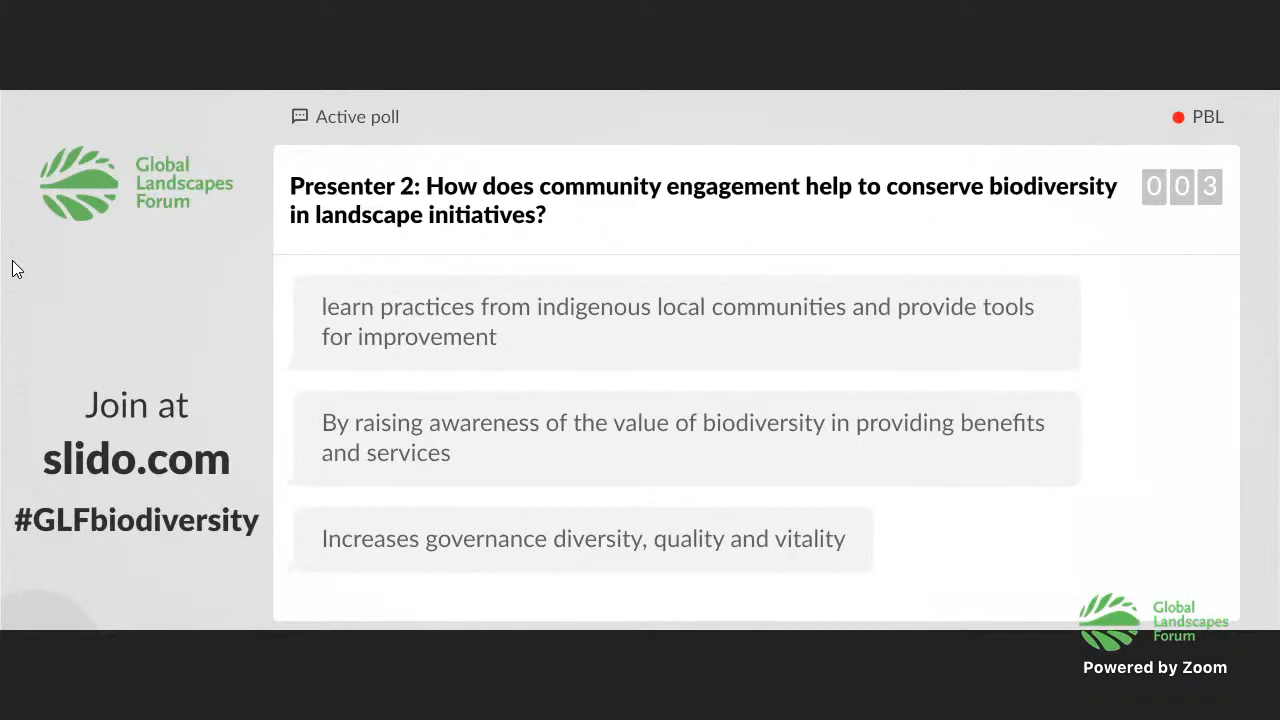 Active poll
PBL
Global
Landscapes
Forum
Presenter 2: How does community engagement help to conserve biodiversity
in landscape initiatives?
003
learn practices from indigenous local communities and provide tools
for improvement
By raising awareness of the value of biodiversity in providing benefits
and services
Increases governance diversity, quality and vitality
Join at
slido.com
#GLFbiodiversity
Global
Landscapes
Forum
Powered by Zoom